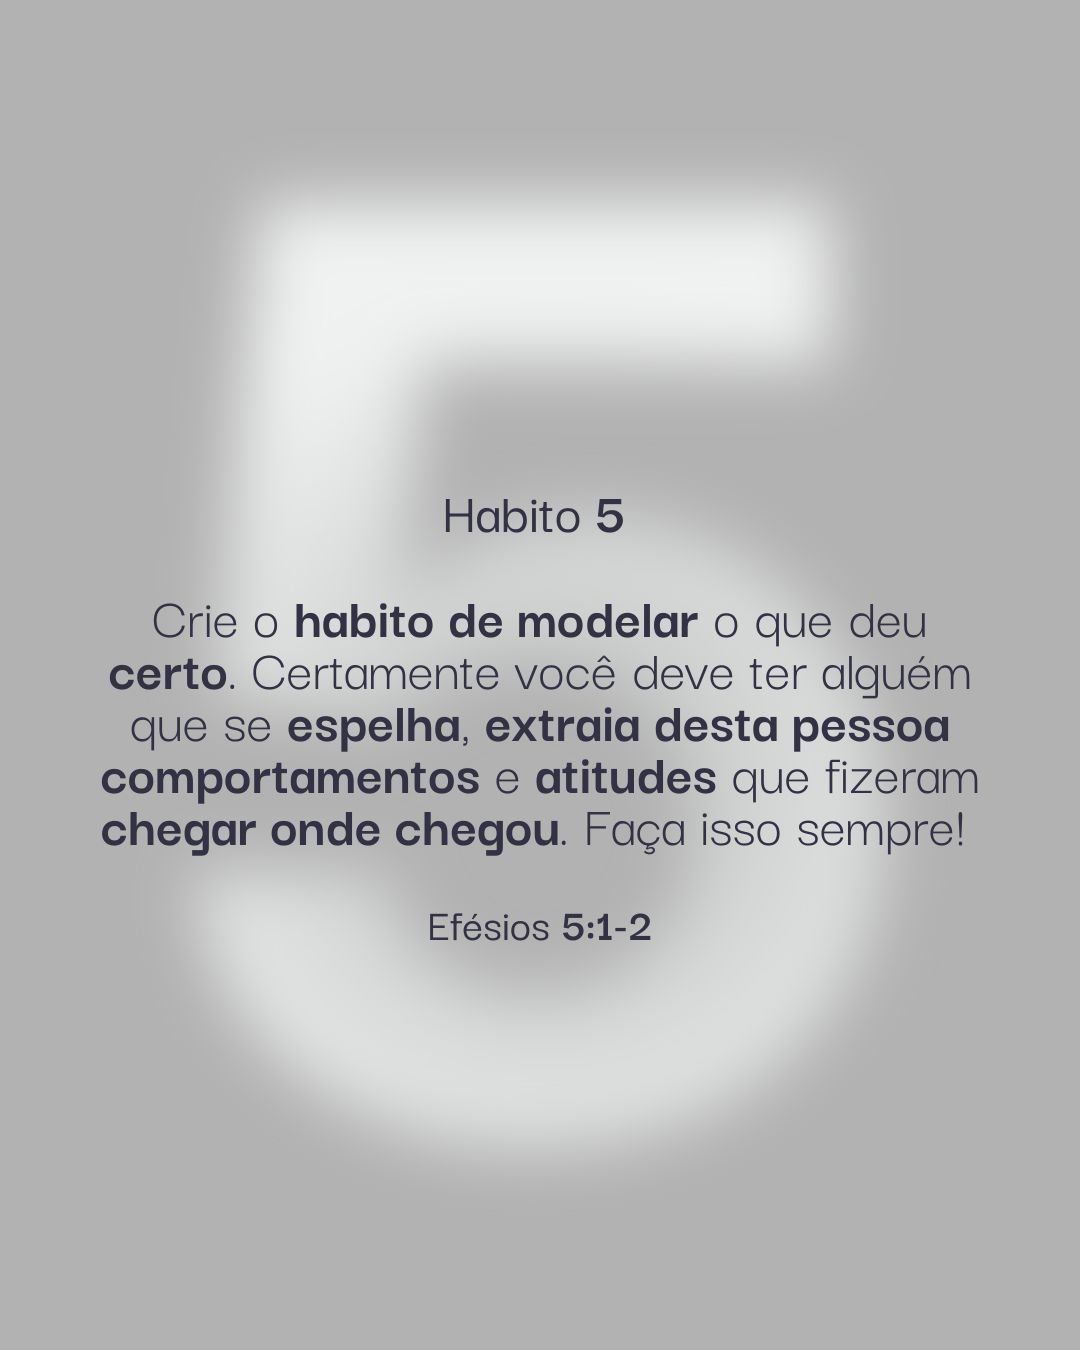 5
Habito 5
Crie o habito de modelar o que deu
certo. Certamente você deve ter alguém
que se espelha, extraia desta pessoa
comportamentos e atitudes que fizeram
chegar onde chegou. Faça isso sempre!
Efésios 5:1-2